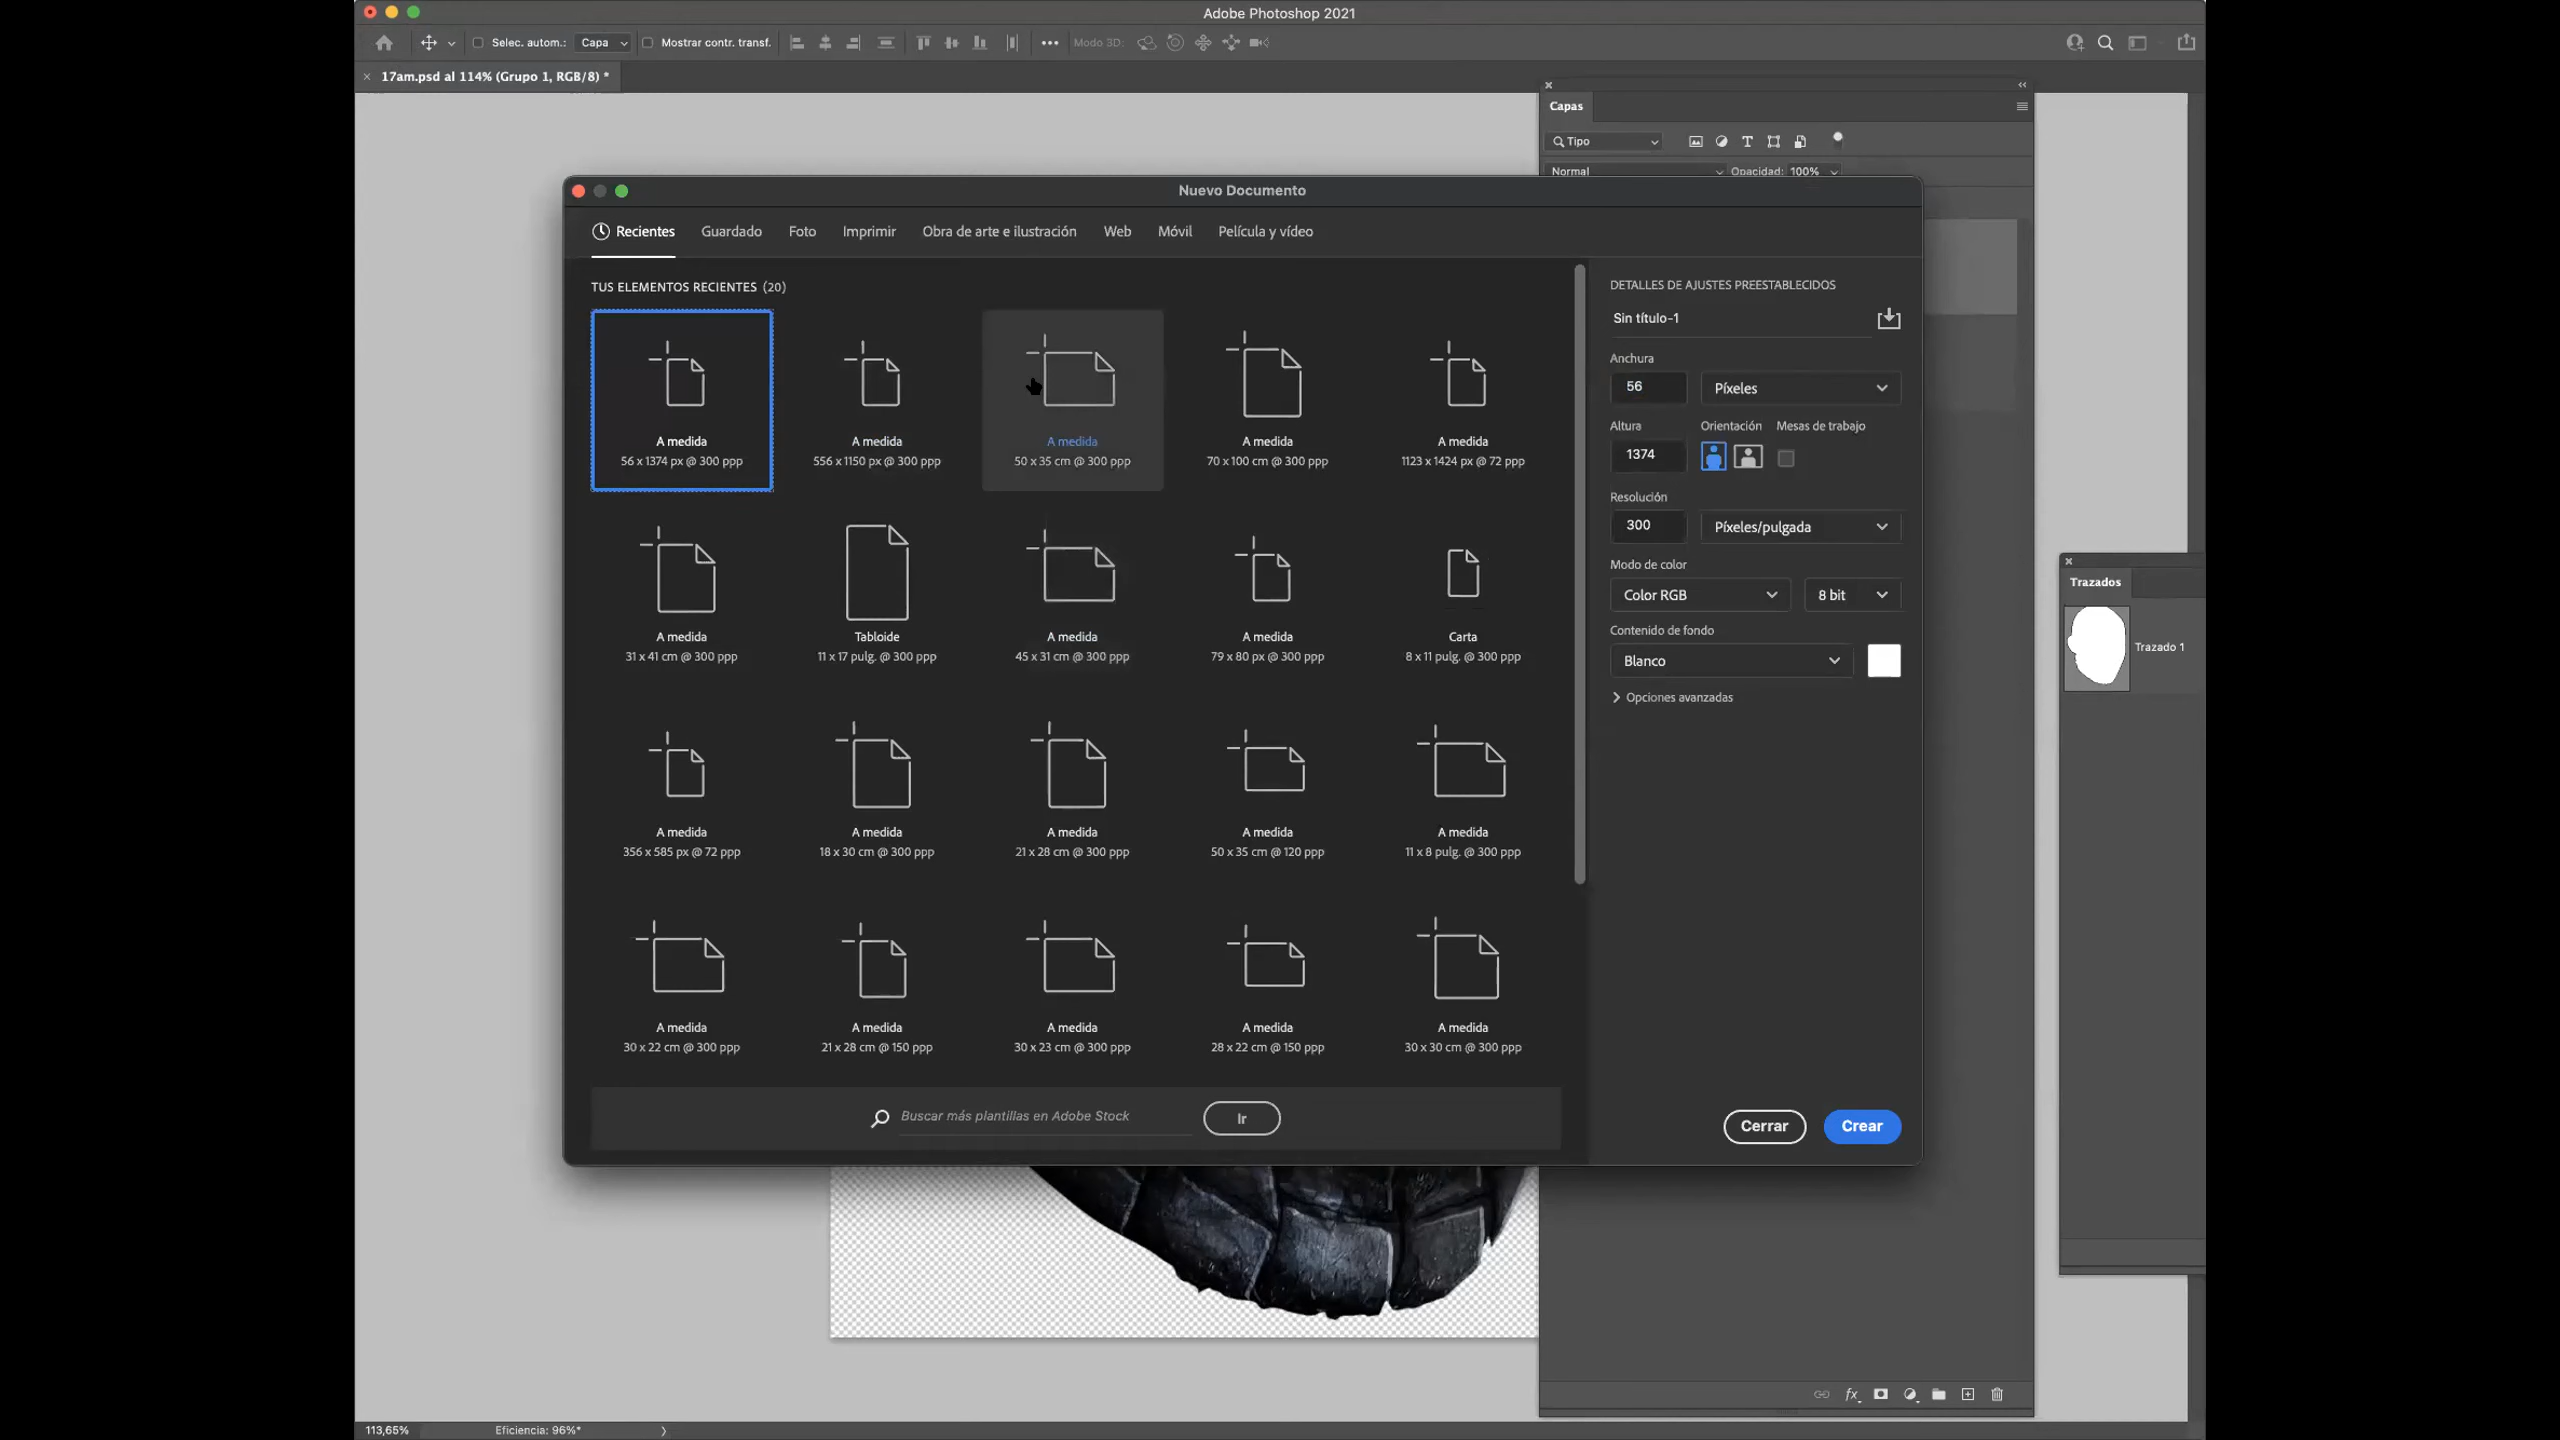 Adobe Photoshop 2021
Selec. autom.: Capa Mostrar contr. transf. Modo 3D:
17am.psd al 114% (Grupo 1, RGB/8) *
Capas
Tipo
Normal Opacidad: 100%
Nuevo Documento
Recientes Guardado Foto Imprimir Obra de arte e ilustración Web Móvil Película y vídeo
TUS ELEMENTOS RECIENTES (20)
A medida
56 x 1374 px @ 300 ppp
A medida
556 x 1150 px @ 300 ppp
A medida
50 x 35 cm @ 300 ppp
A medida
70 x 100 cm @ 300 ppp
A medida
1123 x 1424 px @ 72 ppp
A medida
31 x 41 cm @ 300 ppp
Tabloide
11 x 17 pulg. @ 300 ppp
A medida
45 x 31 cm @ 300 ppp
A medida
79 x 80 px @ 300 ppp
Carta
8 x 11 pulg. @ 300 ppp
A medida
356 x 585 px @ 72 ppp
A medida
18 x 30 cm @ 300 ppp
A medida
21 x 28 cm @ 300 ppp
A medida
50 x 35 cm @ 120 ppp
A medida
11 x 8 pulg. @ 300 ppp
A medida
30 x 22 cm @ 300 ppp
A medida
21 x 28 cm @ 150 ppp
A medida
30 x 23 cm @ 300 ppp
A medida
28 x 22 cm @ 150 ppp
A medida
30 x 30 cm @ 300 ppp
Buscar más plantillas en Adobe Stock Ir
DETALLES DE AJUSTES PREESTABLECIDOS
Sin título-1
Anchura
56 Píxeles
Altura Orientación Mesas de trabajo
1374
Resolución
300 Píxeles/pulgada
Modo de color
Color RGB 8 bit
Contenido de fondo
Blanco
Opciones avanzadas
Cerrar Crear
Trazados
Trazado 1
fx
113,65% Eficiencia: 96%*